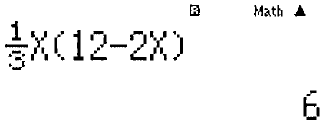 D Math ▲
1/3X(12-2X)
6